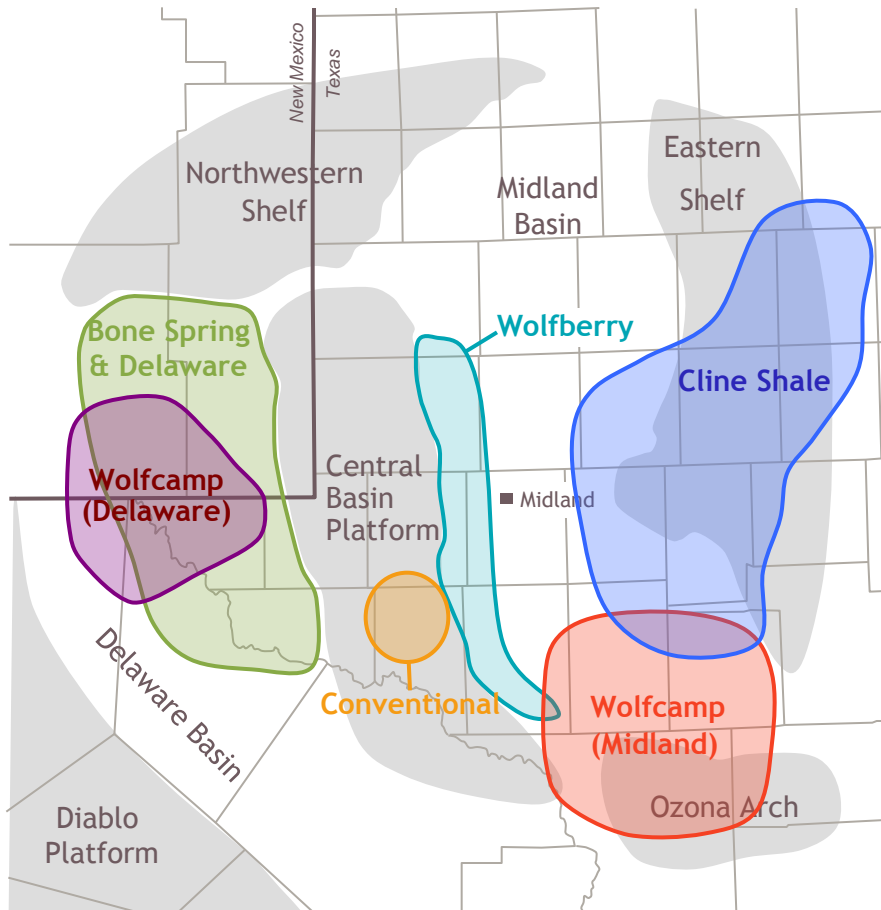 New Mexico
Texas
Northwestern
Shelf
Midland
Basin
Eastern
Shelf
Bone Spring
& Delaware
Wolfberry
Cline Shale
Wolfcamp
(Delaware)
Central
Basin
Platform
Midland
Delaware Basin
Conventional
Wolfcamp
(Midland)
Ozona Arch
Diablo
Platform